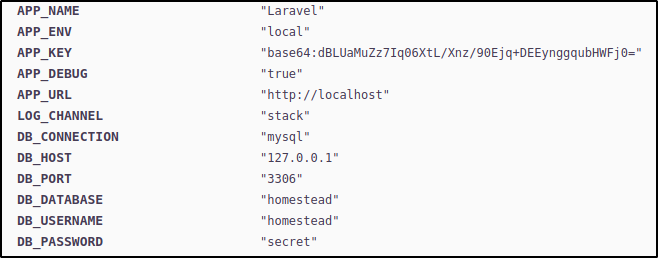 APP_NAME "Laravel"
APP_ENV "local"
APP_KEY "base64:dBLUaMuZz7Iq06XtL/Xnz/90Ejq+DEEynggqubHWFj0="
APP_DEBUG "true"
APP_URL "http://localhost"
LOG_CHANNEL "stack"
DB_CONNECTION "mysql"
DB_HOST "127.0.0.1"
DB_PORT "3306"
DB_DATABASE "homestead"
DB_USERNAME "homestead"
DB_PASSWORD "secret"